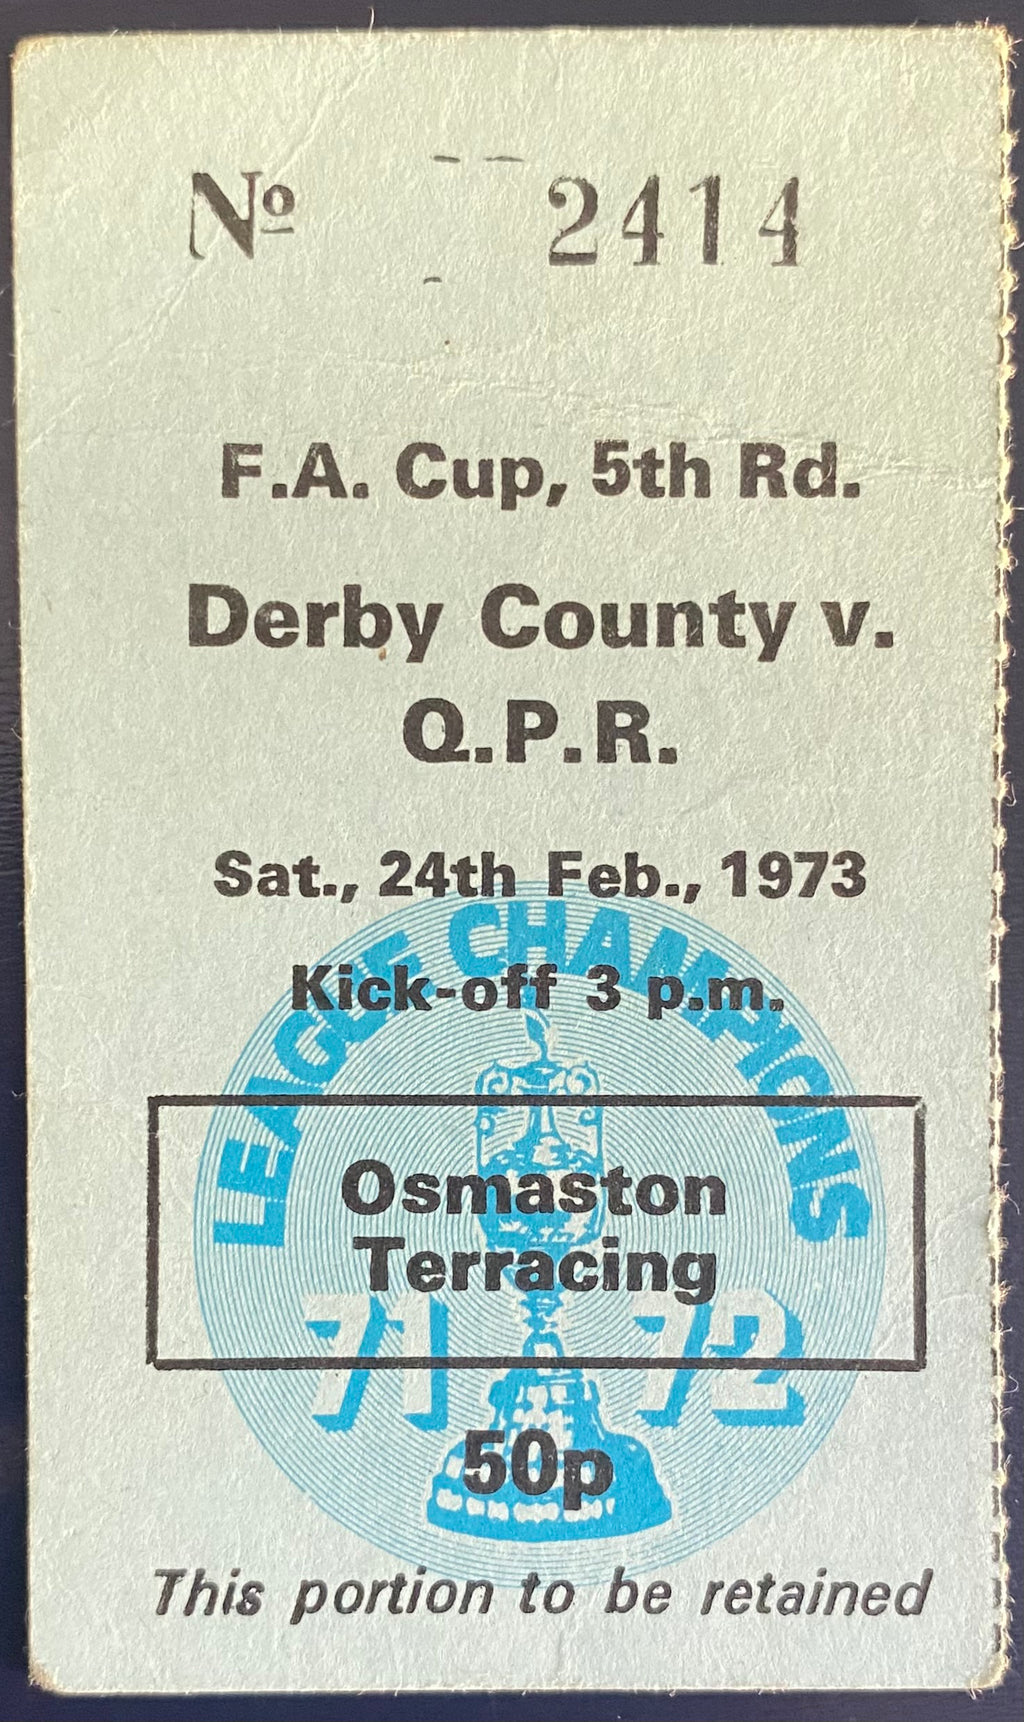 Nº 2414
F.A. Cup, 5th Rd.
Derby County v.
Q.P.R.
Sat., 24th Feb., 1973
LEAGUE CHAMPIONS
Kick-off 3 p.m.
Osmaston
Terracing
71 72
50p
This portion to be retained